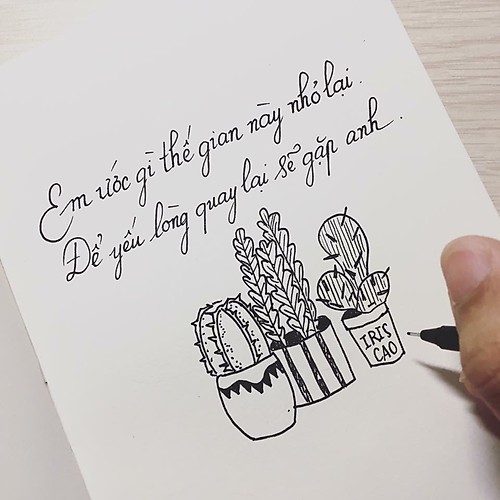 Em ước gì thế gian này nhỏ lại.
Để yếu lòng quay lại sẽ gặp anh.
IRIS
CAO